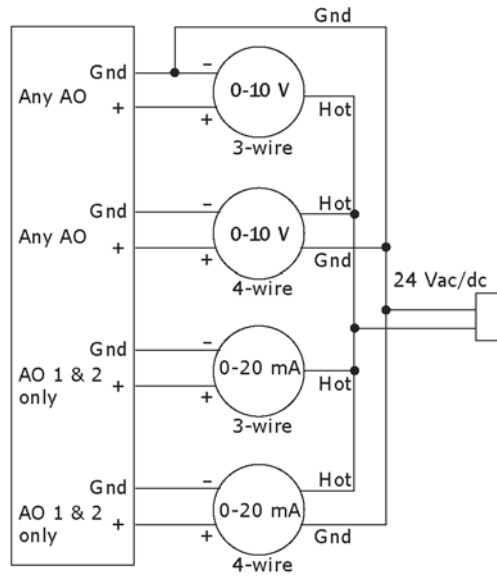 Gnd
Gnd
−
Any AO
0-10 V
+
+
Hot
3-wire
Gnd
−
Hot
Any AO
0-10 V
+
+
Gnd
4-wire
24 Vac/dc
Gnd
−
AO 1 & 2
only
0-20 mA
+
+
Hot
3-wire
Gnd
−
Hot
AO 1 & 2
only
0-20 mA
+
+
Gnd
4-wire